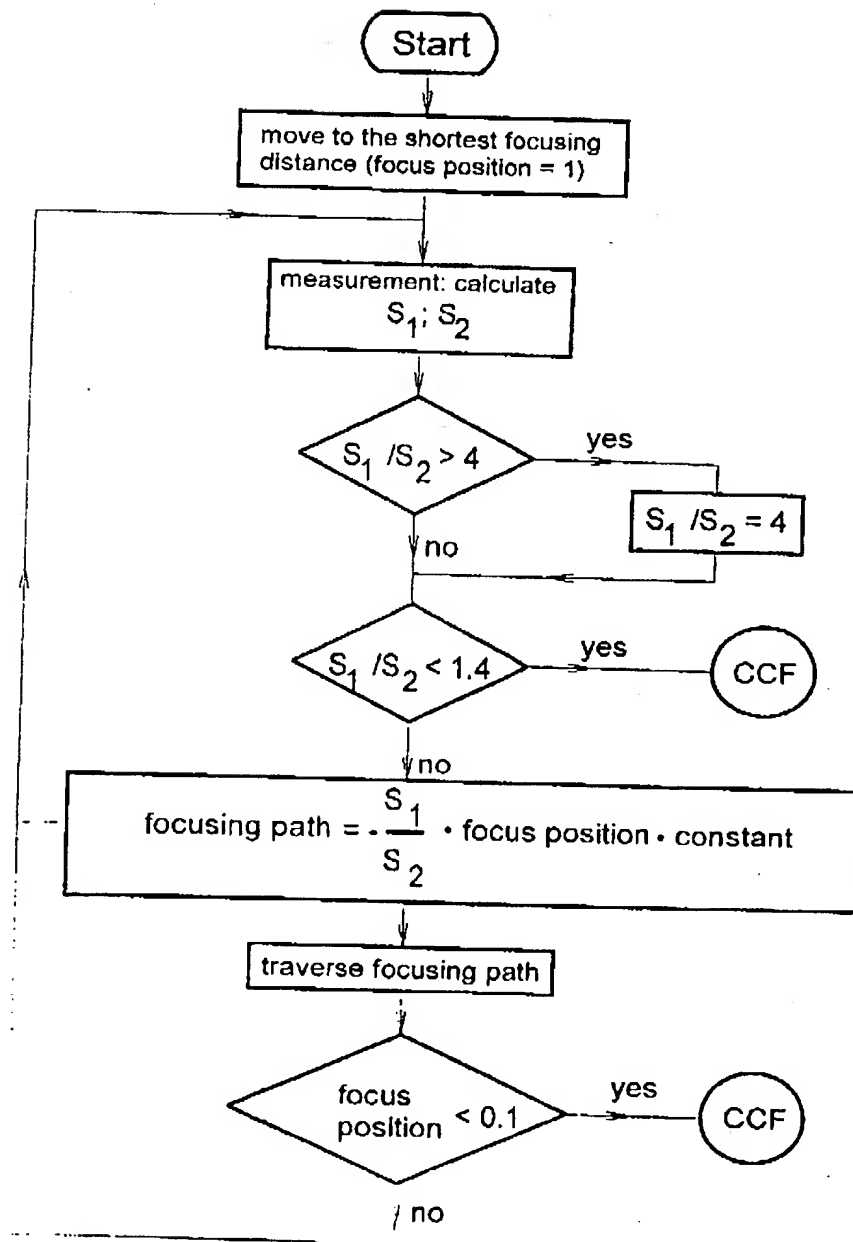 Start
move to the shortest focusing
distance (focus position = 1)
measurement: calculate
S1; S2
S1 /S2 > 4
yes
S1 /S2 = 4
no
S1 /S2 < 1.4
yes
CCF
no
focusing path = - S1/S2 · focus position · constant
traverse focusing path
focus
position < 0.1
yes
CCF
no